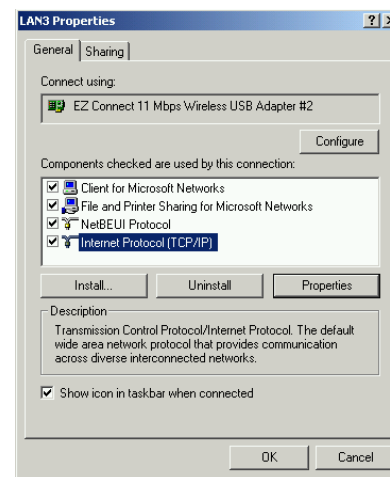 LAN3 Properties
General
Sharing
Connect using:
EZ Connect 11 Mbps Wireless USB Adapter #2
Configure
Components checked are used by this connection:
Client for Microsoft Networks
File and Printer Sharing for Microsoft Networks
NetBEUI Protocol
Internet Protocol (TCP/IP)
Install... Uninstall Properties
Description
Transmission Control Protocol/Internet Protocol. The default
wide area network protocol that provides communication
across diverse interconnected networks.
Show icon in taskbar when connected
OK Cancel